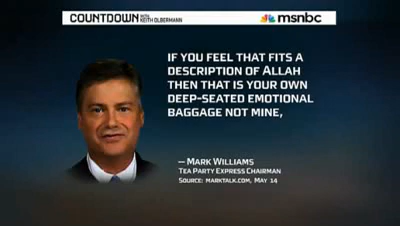 COUNTDOWN WITH KEITH OLBERMANN
msnbc
IF YOU FEEL THAT FITS A
DESCRIPTION OF ALLAH
THEN THAT IS YOUR OWN
DEEP-SEATED EMOTIONAL
BAGGAGE NOT MINE,
— MARK WILLIAMS
TEA PARTY EXPRESS CHAIRMAN
SOURCE: MARKTALK.COM, MAY 14